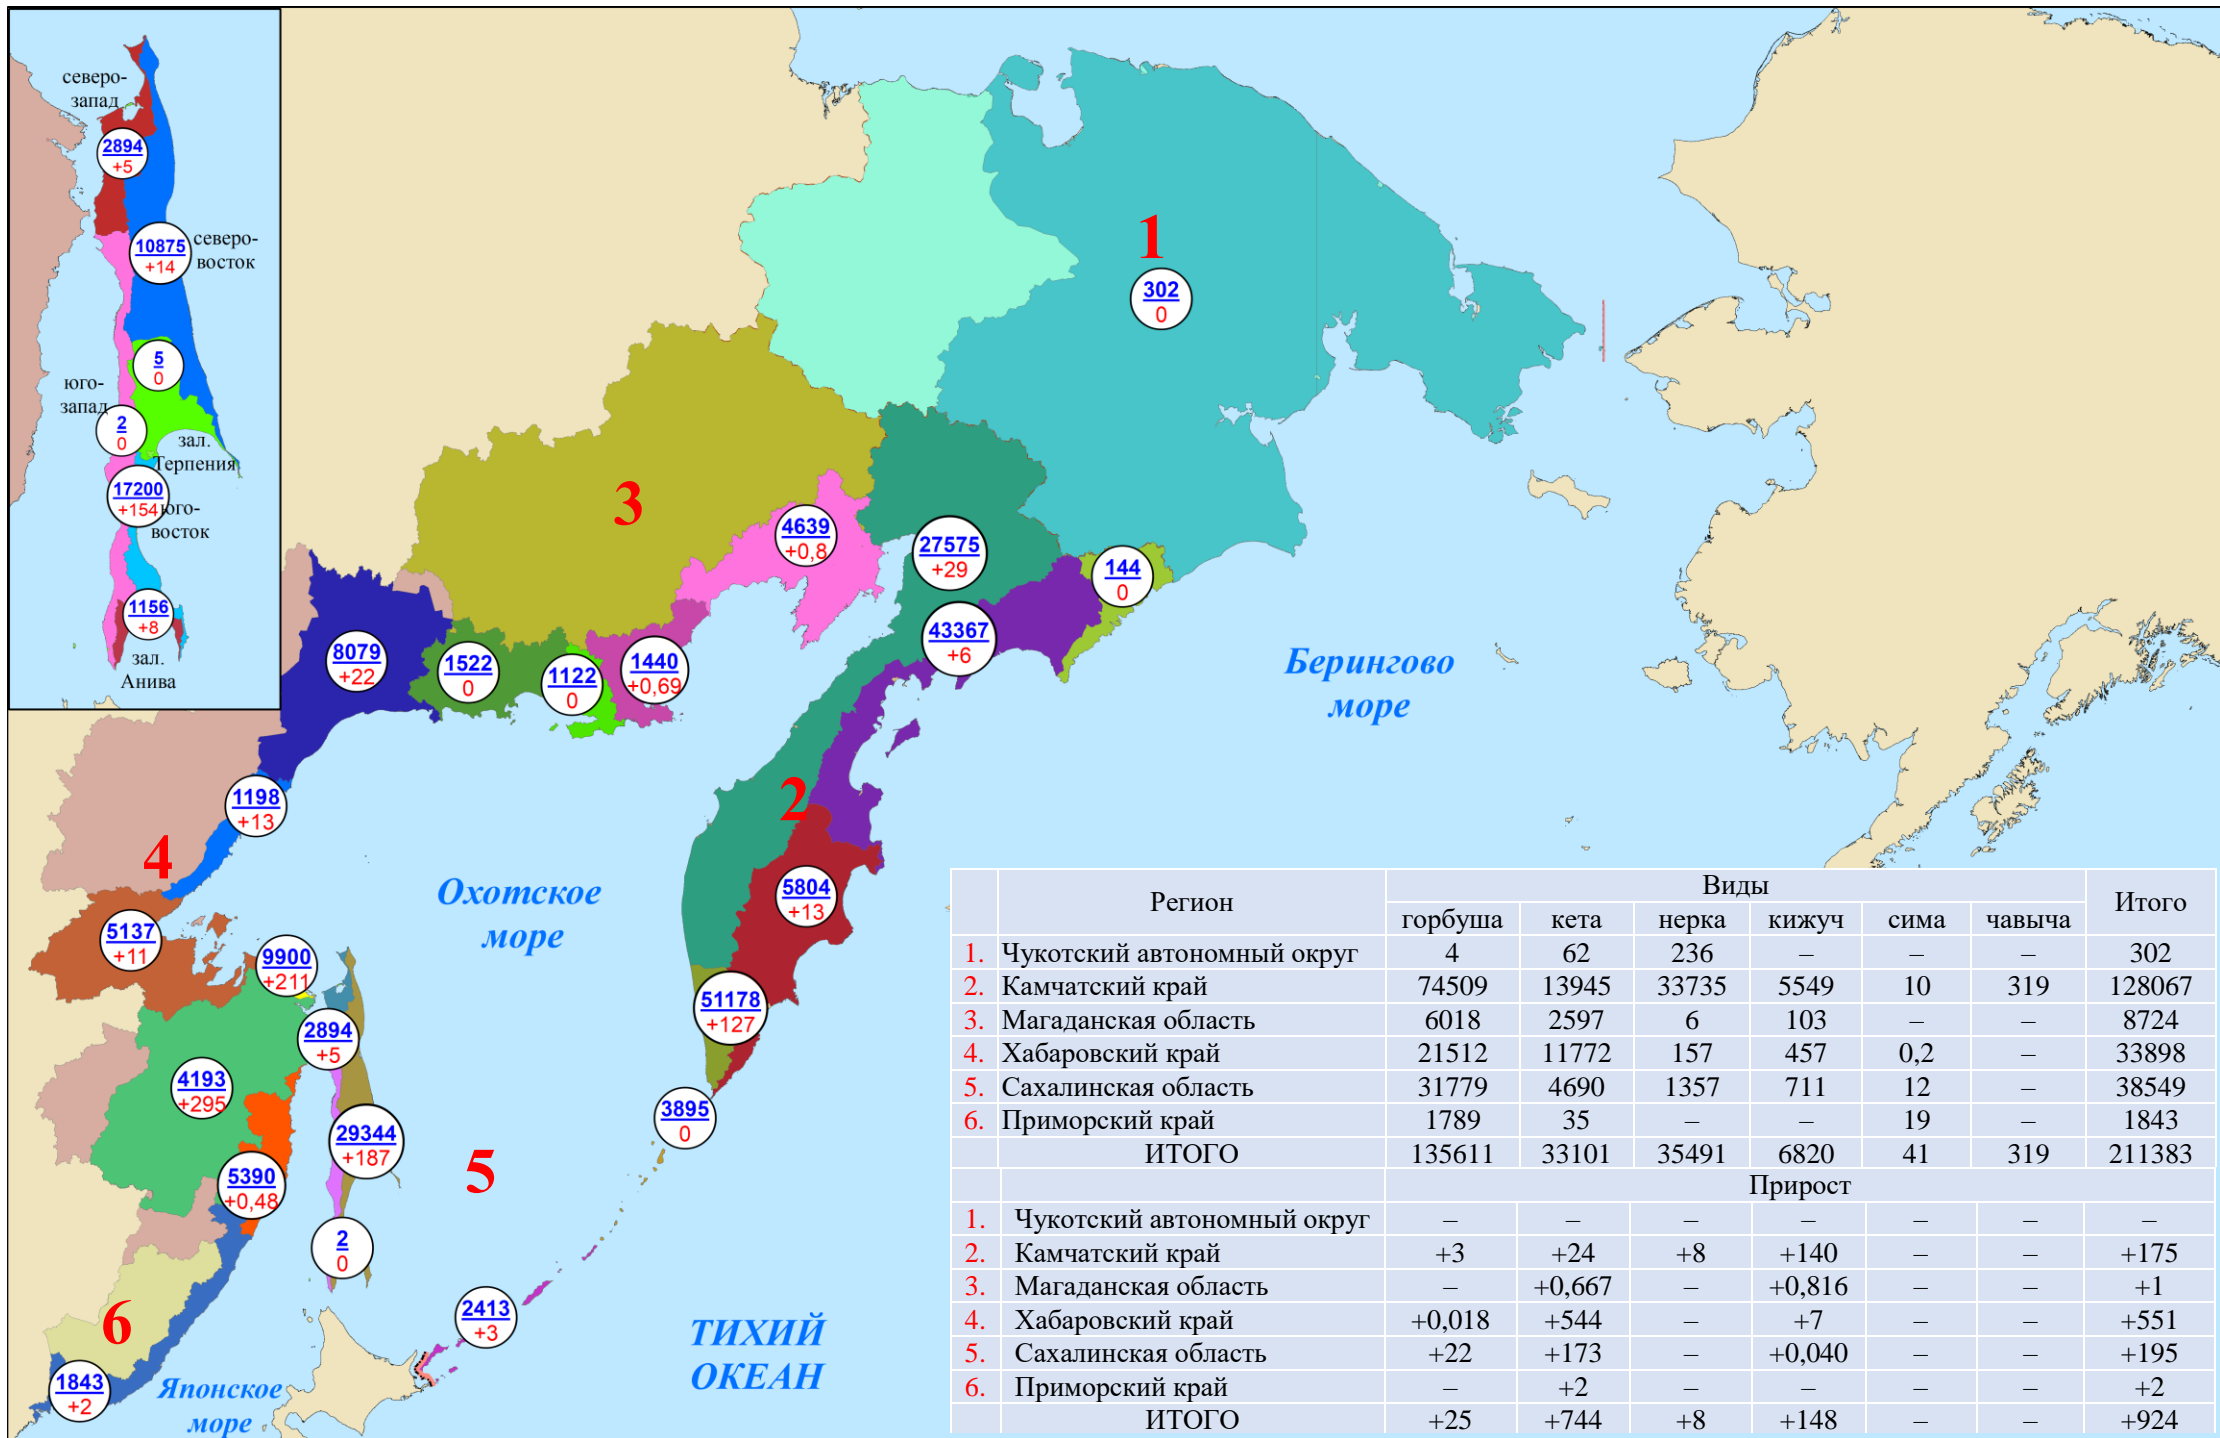 северо-
запад
2894
+5
10875
+14
северо-
восток
5
0
юго-
запад
2
0
зал.
Терпения
17200
+154
юго-
восток
1156
+8
зал.
Анива
1
302
0
3
4639
+0,8
27575
+29
144
0
43367
+6
8079
+22
1522
0
1122
0
1440
+0,69
Берингово
море
1198
+13
2
4
Охотское
море
5804
+13
5137
+11
9900
+211
51178
+127
2894
+5
4193
+295
3895
0
29344
+187
5
5390
+0,48
2
0
6
2413
+3
ТИХИЙ
ОКЕАН
1843
+2
Японское
море
Регион Виды Итого
горбуша кета нерка кижуч сима чавыча
1. Чукотский автономный округ 4 62 236 – – – 302
2. Камчатский край 74509 13945 33735 5549 10 319 128067
3. Магаданская область 6018 2597 6 103 – – 8724
4. Хабаровский край 21512 11772 157 457 0,2 – 33898
5. Сахалинская область 31779 4690 1357 711 12 – 38549
6. Приморский край 1789 35 – – 19 – 1843
ИТОГО 135611 33101 35491 6820 41 319 211383
Прирост
1. Чукотский автономный округ – – – – – – –
2. Камчатский край +3 +24 +8 +140 – – +175
3. Магаданская область – +0,667 – +0,816 – – +1
4. Хабаровский край +0,018 +544 – +7 – – +551
5. Сахалинская область +22 +173 – +0,040 – – +195
6. Приморский край – +2 – – – – +2
ИТОГО +25 +744 +8 +148 – – +924